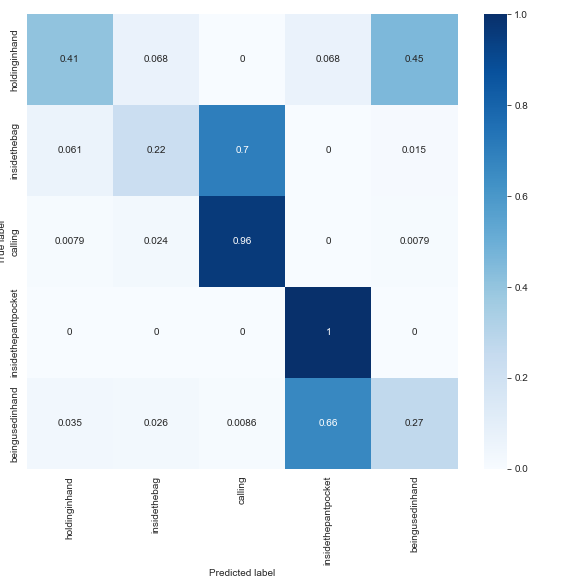 holdinginhand 0.41 0.068 0 0.068 0.45
insidethebag 0.061 0.22 0.7 0 0.015
calling 0.0079 0.024 0.96 0 0.0079
insidethepantpocket 0 0 0 1 0
beingusedinhand 0.035 0.026 0.0086 0.66 0.27
True label
holdinginhand insidethebag calling insidethepantpocket beingusedinhand
Predicted label
1.0
0.8
0.6
0.4
0.2
0.0